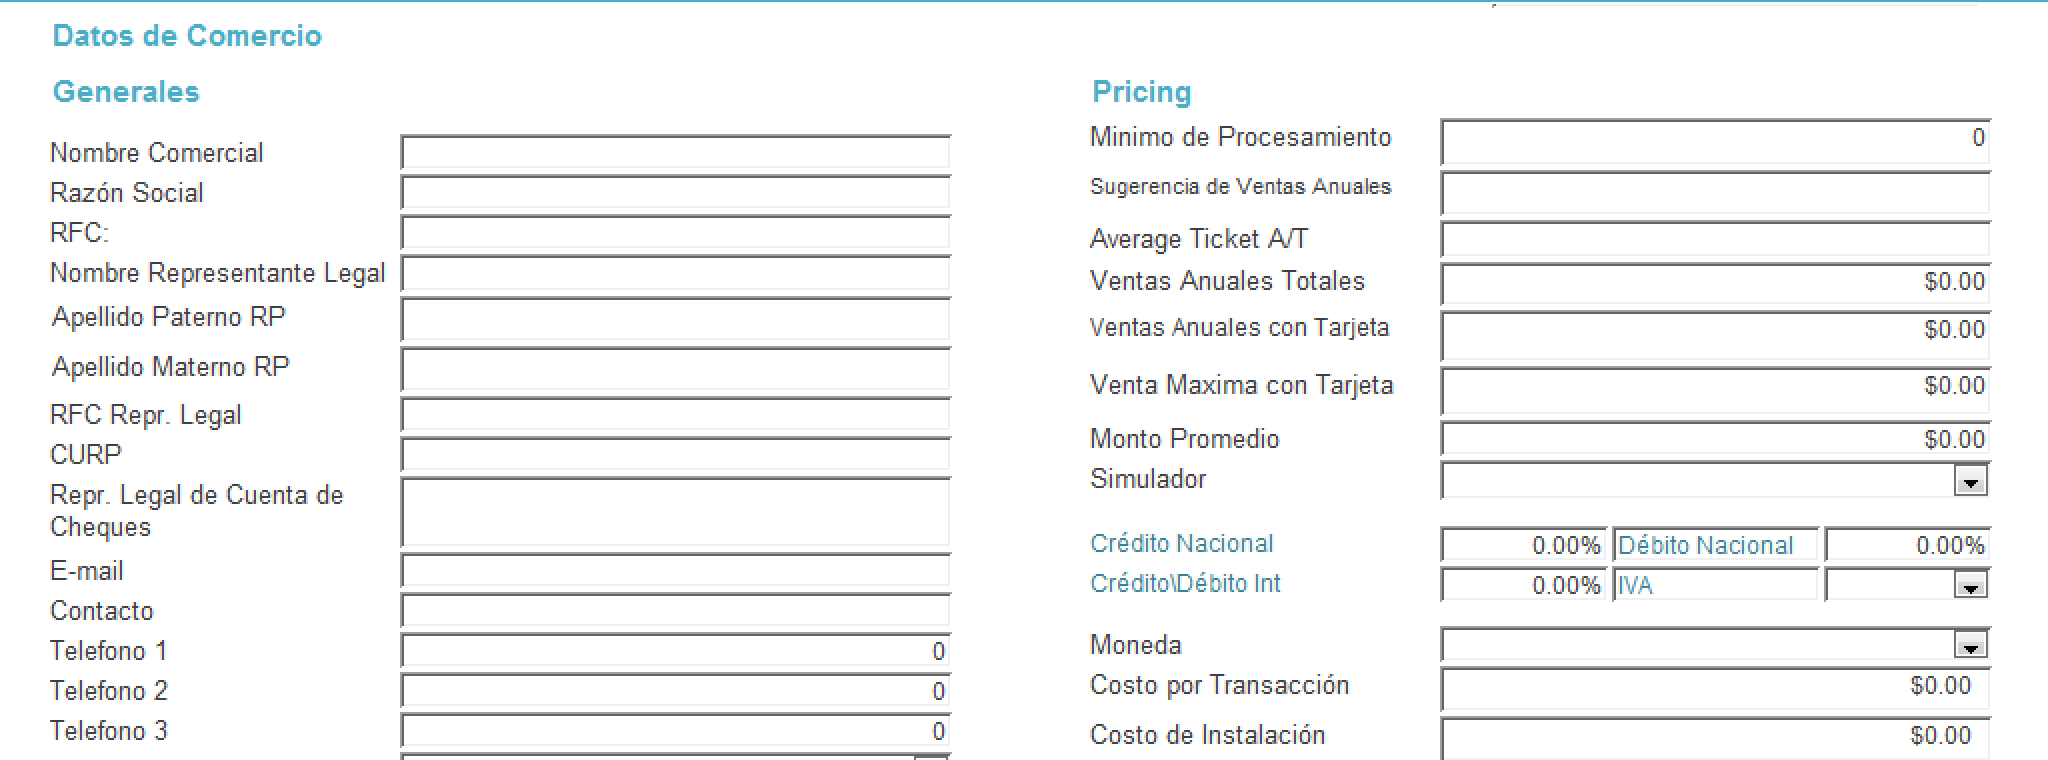 Datos de Comercio
Generales
Nombre Comercial
Razón Social
RFC:
Nombre Representante Legal
Apellido Paterno RP
Apellido Materno RP
RFC Repr. Legal
CURP
Repr. Legal de Cuenta de
Cheques
E-mail
Contacto
Telefono 1 0
Telefono 2 0
Telefono 3 0
Pricing
Minimo de Procesamiento 0
Sugerencia de Ventas Anuales
Average Ticket A/T
Ventas Anuales Totales $0.00
Ventas Anuales con Tarjeta $0.00
Venta Maxima con Tarjeta $0.00
Monto Promedio $0.00
Simulador
Crédito Nacional 0.00% Débito Nacional 0.00%
Crédito\Débito Int 0.00% IVA
Moneda
Costo por Transacción $0.00
Costo de Instalación $0.00